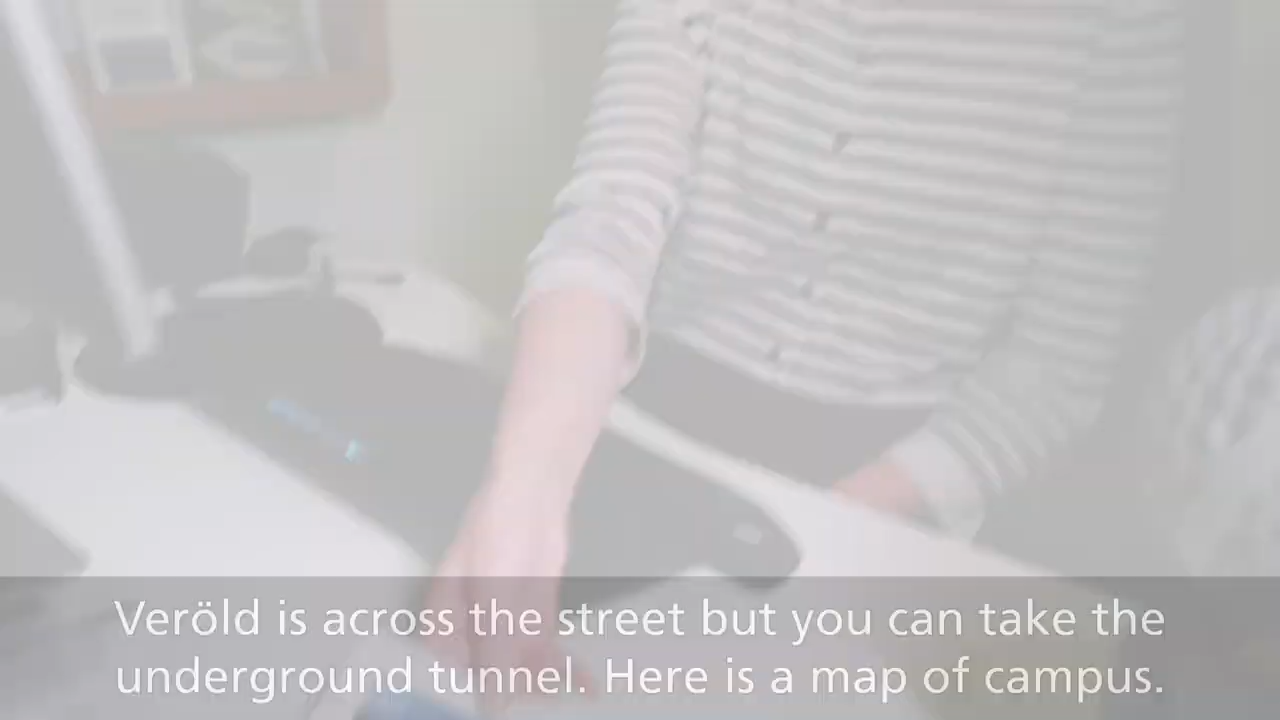 Veröld is across the street but you can take the
underground tunnel. Here is a map of campus.